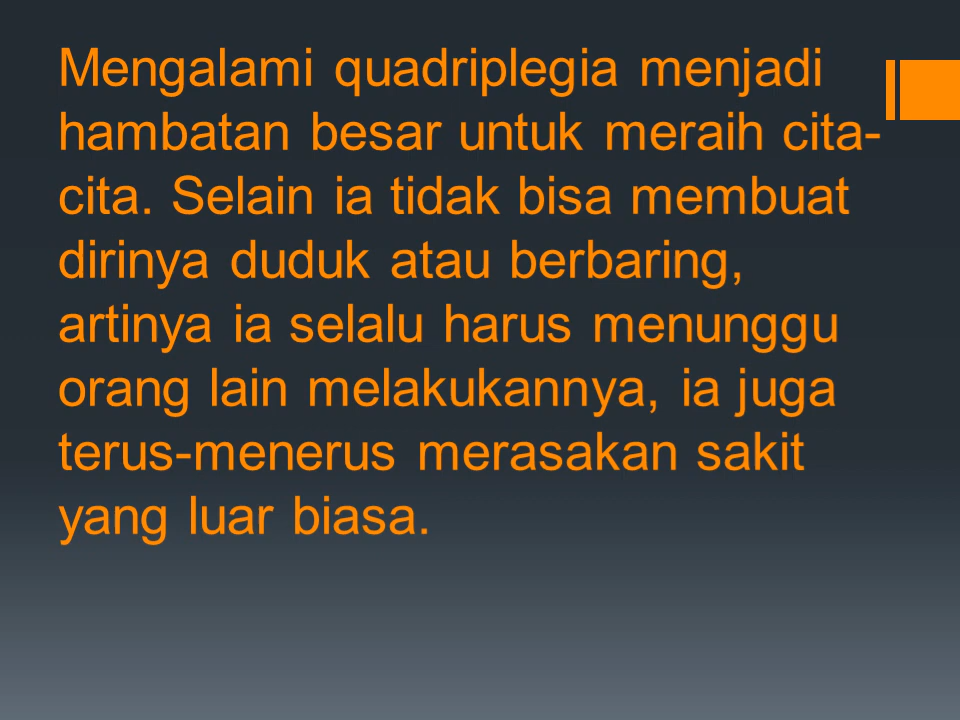 Mengalami quadriplegia menjadi
hambatan besar untuk meraih cita-
cita. Selain ia tidak bisa membuat
dirinya duduk atau berbaring,
artinya ia selalu harus menunggu
orang lain melakukannya, ia juga
terus-menerus merasakan sakit
yang luar biasa.